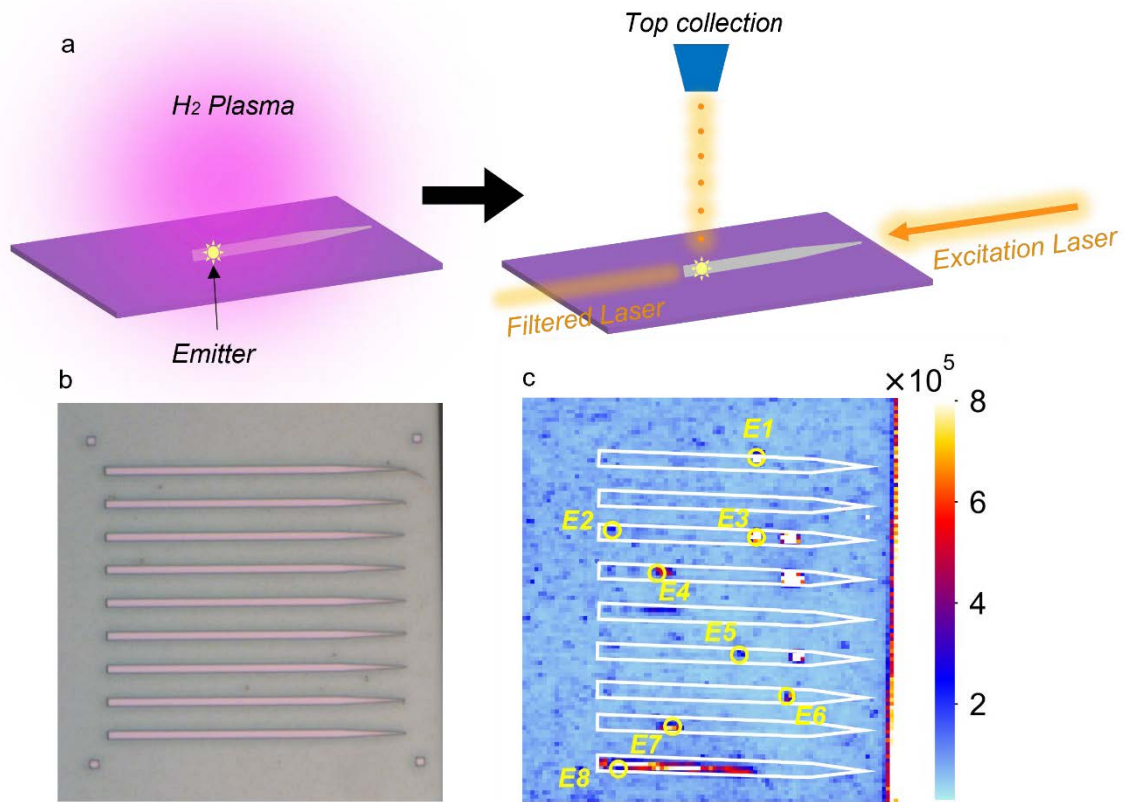 a
H2 Plasma
Emitter
Top collection
Excitation Laser
Filtered Laser
b
c
×10^5
8
6
4
2
E1
E2
E3
E4
E5
E6
E7
E8